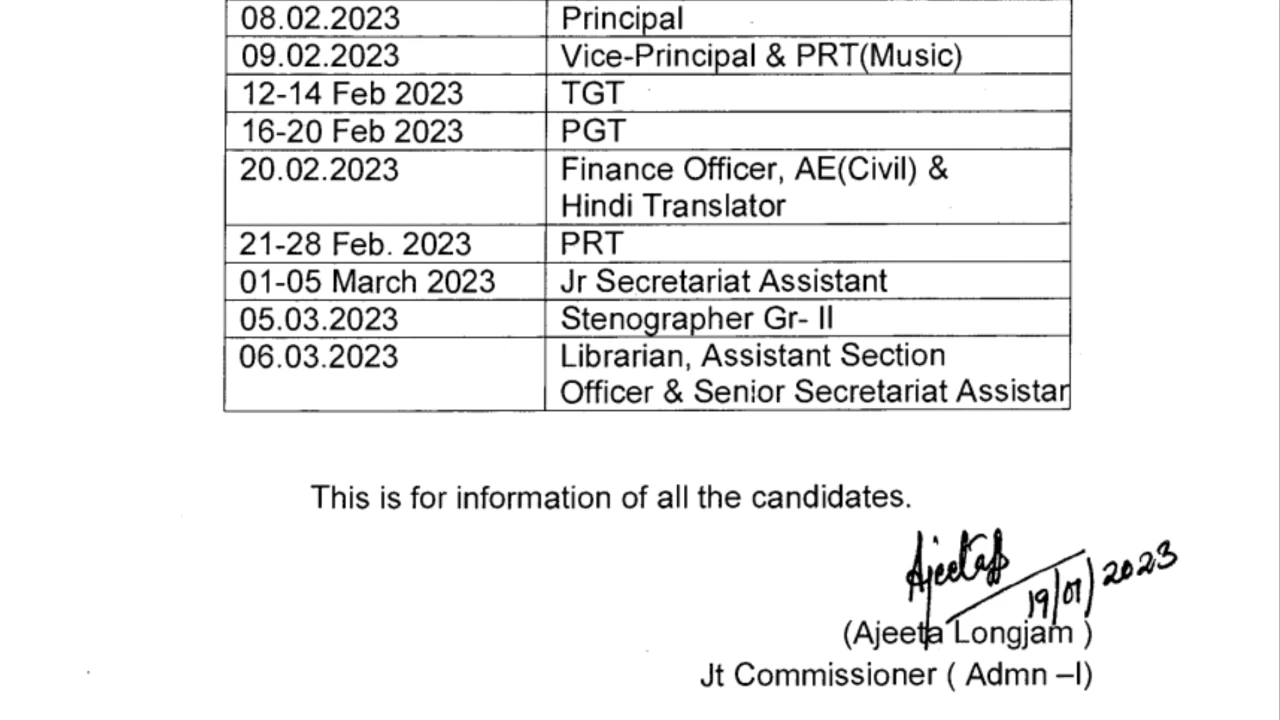 08.02.2023 Principal
09.02.2023 Vice-Principal & PRT(Music)
12-14 Feb 2023 TGT
16-20 Feb 2023 PGT
20.02.2023 Finance Officer, AE(Civil) &
Hindi Translator
21-28 Feb. 2023 PRT
01-05 March 2023 Jr Secretariat Assistant
05.03.2023 Stenographer Gr- II
06.03.2023 Librarian, Assistant Section
Officer & Senior Secretariat Assistar
This is for information of all the candidates.
19/01/2023
(Ajeeta Longjam )
Jt Commissioner ( Admn –I)